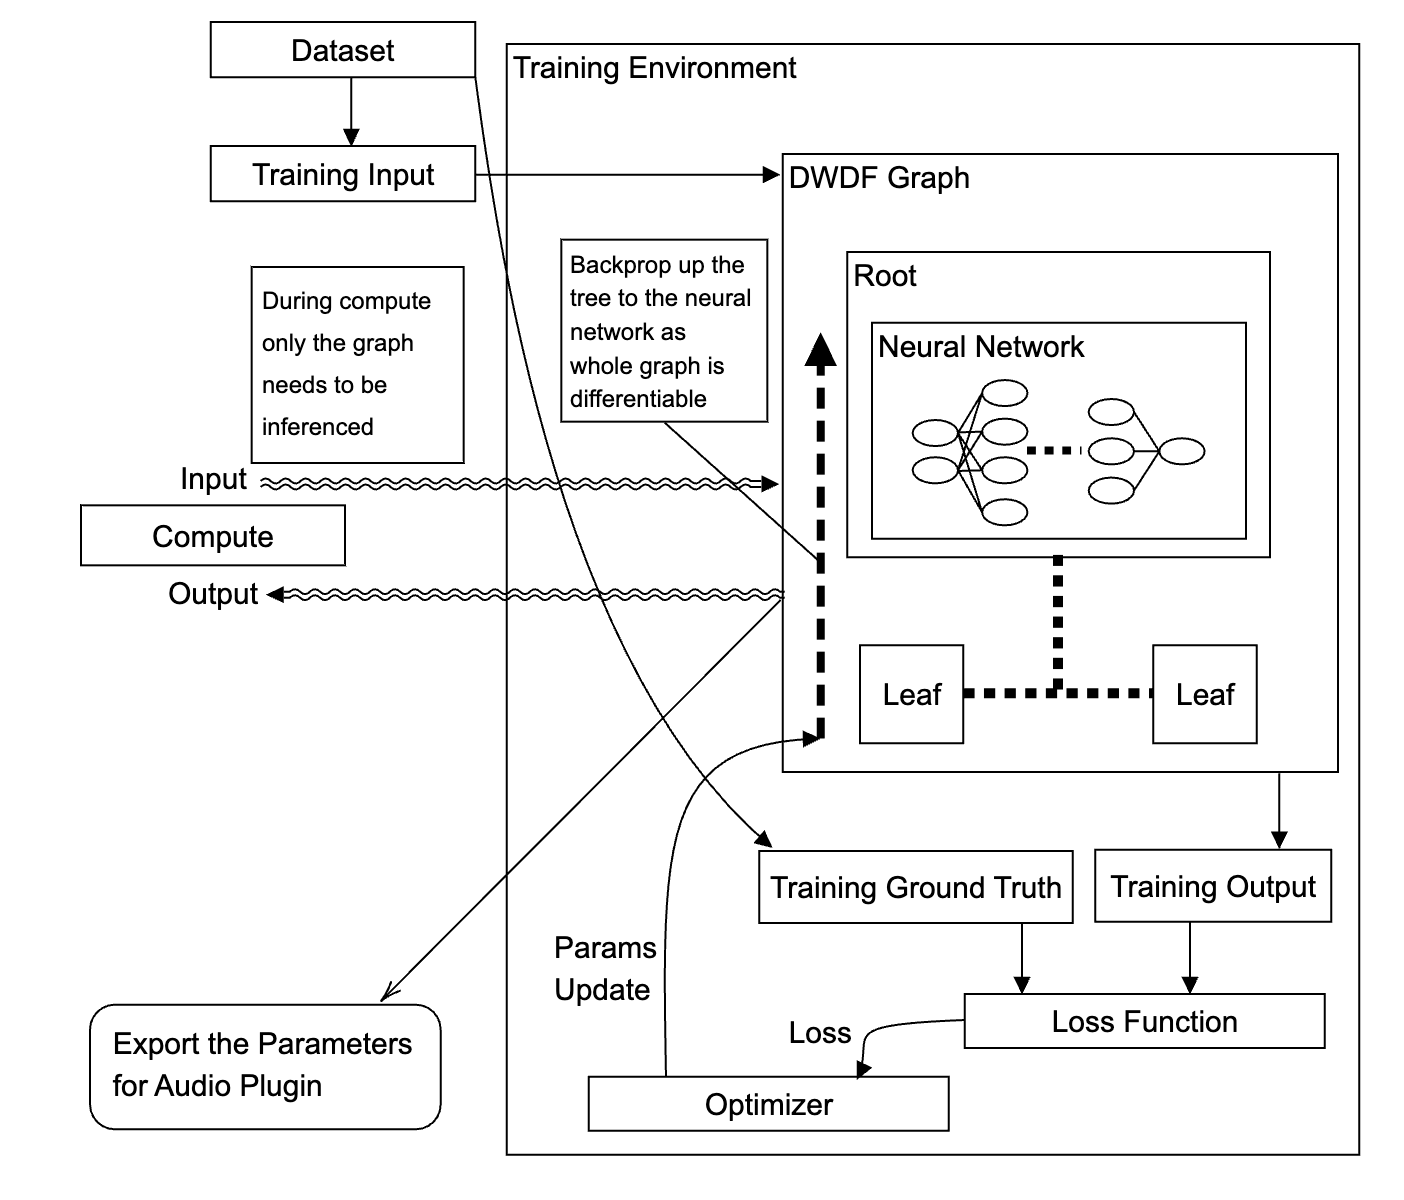 Dataset
Training Environment
Training Input
DWDF Graph
Backprop up the
tree to the neural
network as
whole graph is
differentiable
Root
During compute
only the graph
needs to be
inferenced
Neural Network
Input
Compute
Output
Leaf
Leaf
Training Ground Truth
Training Output
Params
Update
Loss Function
Loss
Export the Parameters
for Audio Plugin
Optimizer